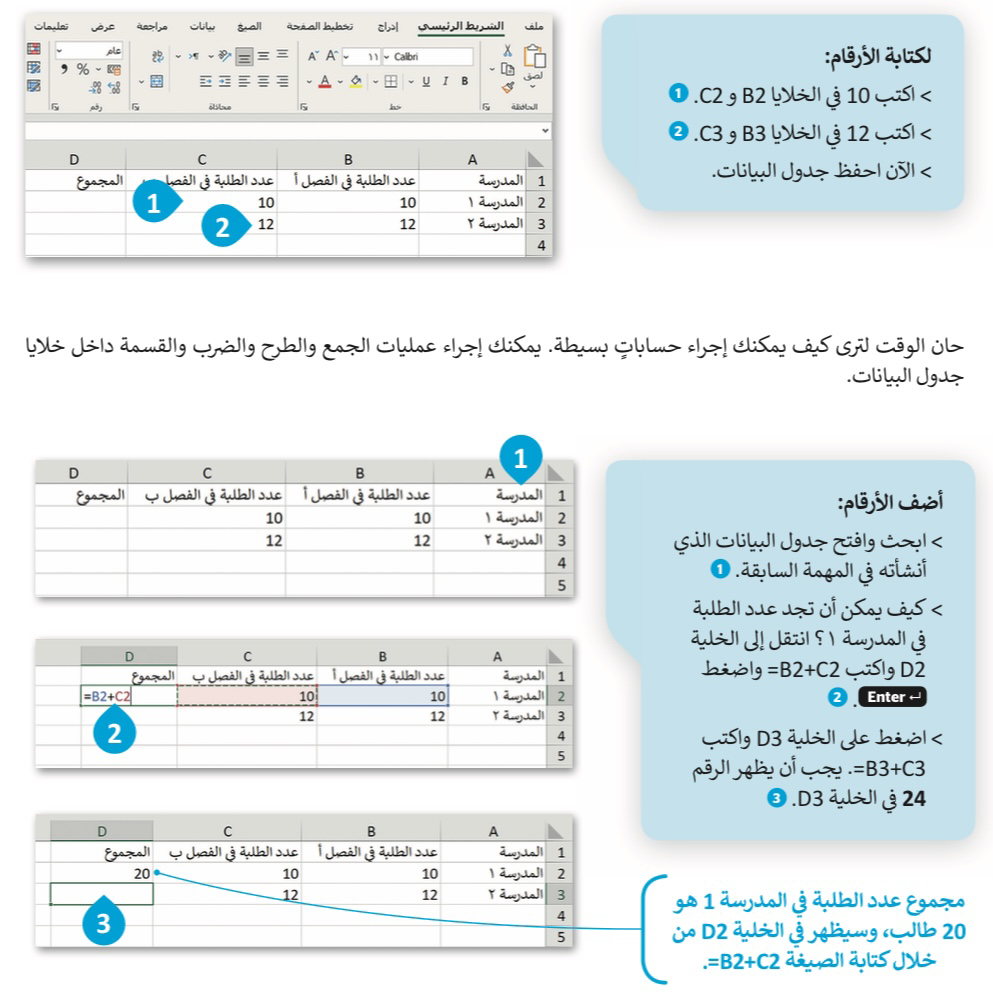 لكتابة الأرقام:
> اكتب 10 في الخلايا B2 و C2. 1
> اكتب 12 في الخلايا B3 و C3. 2
> الآن احفظ جدول البيانات.
ملف الشريط الرئيسي إدراج تخطيط الصفحة الصيغ بيانات مراجعة عرض تعليمات
لصق
Calibri ١١ A A
B I U
A
عام
% ,
الحافظة خط محاذاة رقم
A B C D
1 المدرسة عدد الطلبة في الفصل أ عدد الطلبة في الفصل ب المجموع
2 المدرسة ١ 10 10
3 المدرسة ٢ 12 12
4
1
2
حان الوقت لترى كيف يمكنك إجراء حساباتٍ بسيطة. يمكنك إجراء عمليات الجمع والطرح والضرب والقسمة داخل خلايا
جدول البيانات.
أضف الأرقام:
> ابحث وافتح جدول البيانات الذي
أنشأته في المهمة السابقة. 1
> كيف يمكن أن تجد عدد الطلبة
في المدرسة ١؟ انتقل إلى الخلية
D2 واكتب B2+C2= واضغط
Enter ↵ . 2
> اضغط على الخلية D3 واكتب
B3+C3=. يجب أن يظهر الرقم
24 في الخلية D3. 3
1
A B C D
1 المدرسة عدد الطلبة في الفصل أ عدد الطلبة في الفصل ب المجموع
2 المدرسة ١ 10 10
3 المدرسة ٢ 12 12
4
5
A B C D
1 المدرسة عدد الطلبة في الفصل أ عدد الطلبة في الفصل ب المجموع
2 المدرسة ١ 10 10 =B2+C2
3 المدرسة ٢ 12 12
4
5
2
A B C D
1 المدرسة عدد الطلبة في الفصل أ عدد الطلبة في الفصل ب المجموع
2 المدرسة ١ 10 10 20
3 المدرسة ٢ 12 12
4
5
3
مجموع عدد الطلبة في المدرسة 1 هو
20 طالب، وسيظهر في الخلية D2 من
خلال كتابة الصيغة B2+C2=.